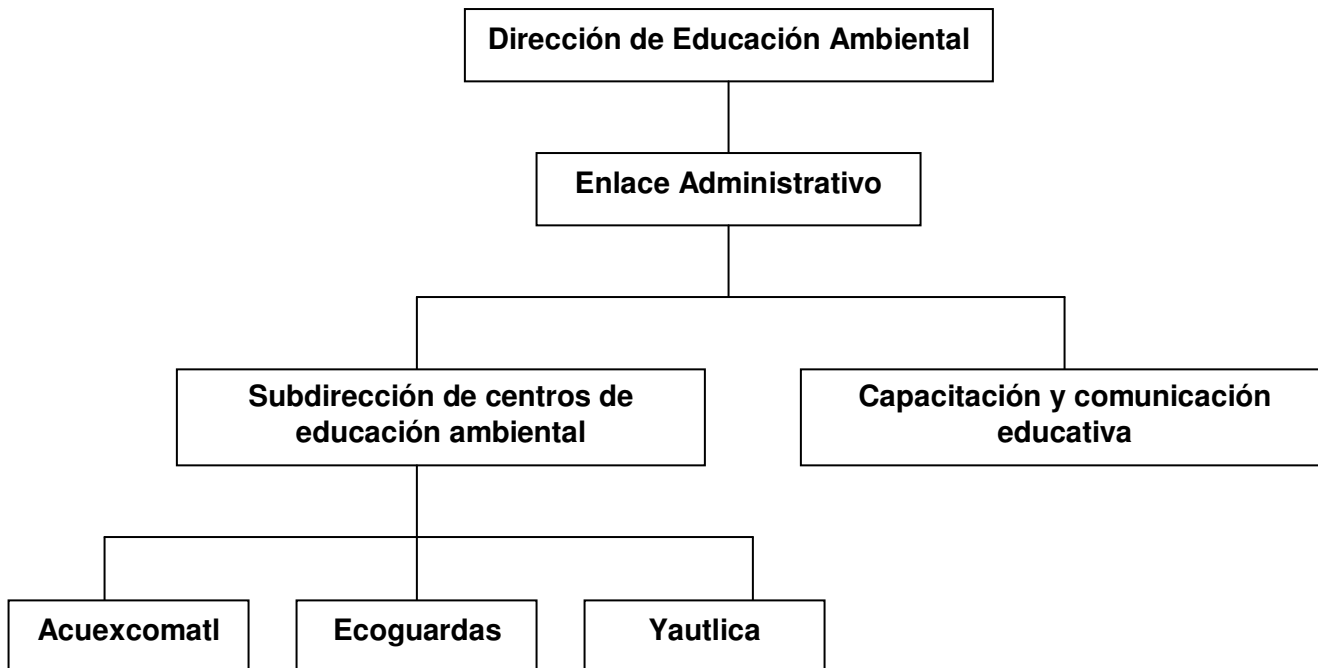 Dirección de Educación Ambiental
Enlace Administrativo
Subdirección de centros de
educación ambiental
Capacitación y comunicación
educativa
Acuexcomatl
Ecoguardas
Yautlica